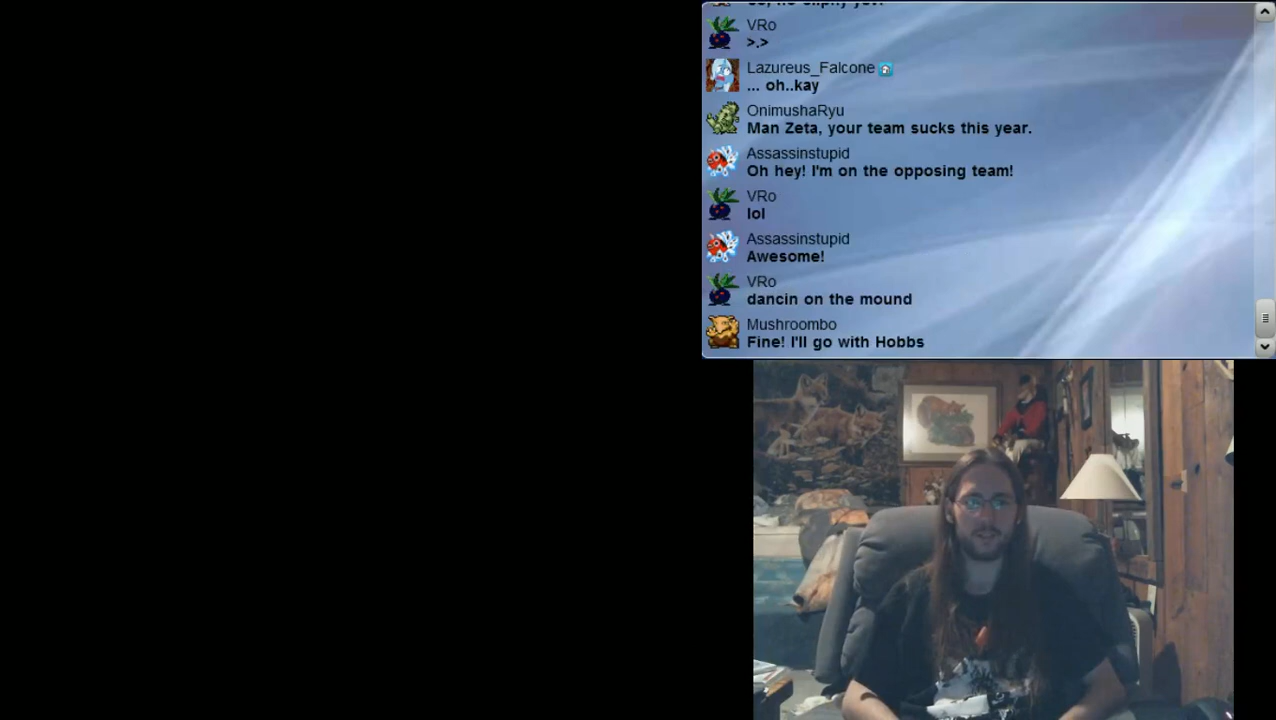 VRo
>.>
Lazureus_Falcone
... oh..kay
OnimushaRyu
Man Zeta, your team sucks this year.
Assassinstupid
Oh hey! I'm on the opposing team!
VRo
lol
Assassinstupid
Awesome!
VRo
dancin on the mound
Mushroombo
Fine! I'll go with Hobbs